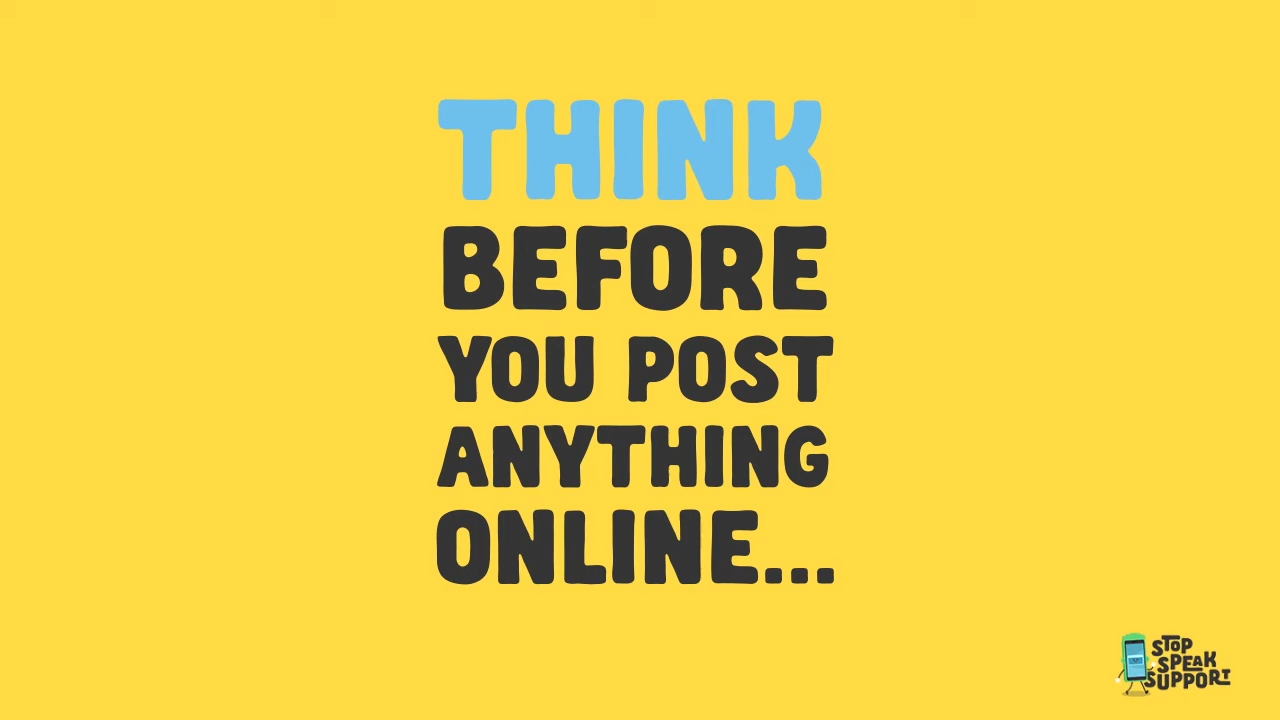 THINK
BEFORE
YOU POST
ANYTHING
ONLINE...
STOP
SPEAK
SUPPORT